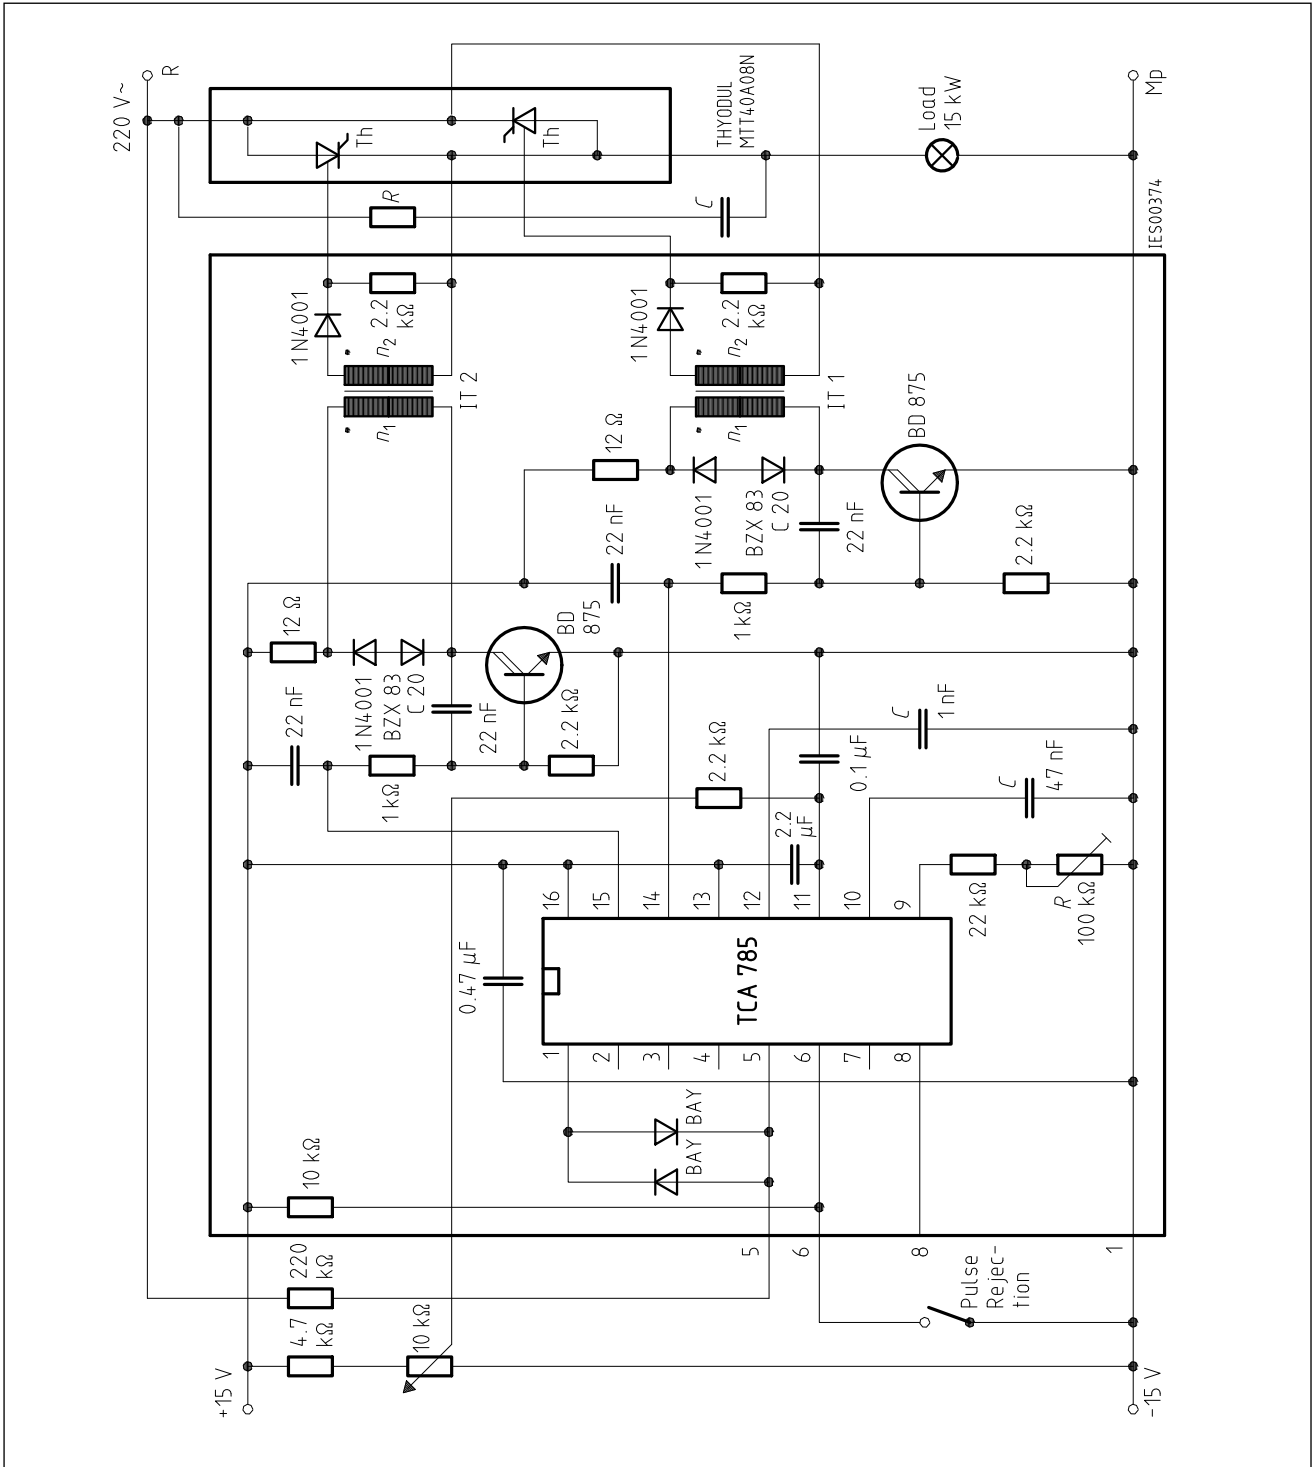 220 V~
R
Th
Th
THYODUL
MTT40A08N
Load
15 kW
Mp
IES00374
R
C
1N4001
2.2
kΩ
n2
n1
IT 2
1N4001
2.2
kΩ
n2
n1
IT 1
12 Ω
1N4001
BZX 83
C 20
22 nF
BD 875
22 nF
1 kΩ
2.2 kΩ
12 Ω
22 nF
1N4001
BZX 83
C 20
22 nF
1 kΩ
BD
875
2.2 kΩ
2.2 kΩ
0.1 µF
C
1 nF
C
47 nF
2.2
µF
22 kΩ
R
100 kΩ
0.47 µF
16
15
14
13
12
11
10
9
TCA 785
1
2
3
4
5
6
7
8
BAY
BAY
10 kΩ
5
6
8
1
220
kΩ
4.7
kΩ
10 kΩ
Pulse
Rejec-
tion
+15 V
-15 V